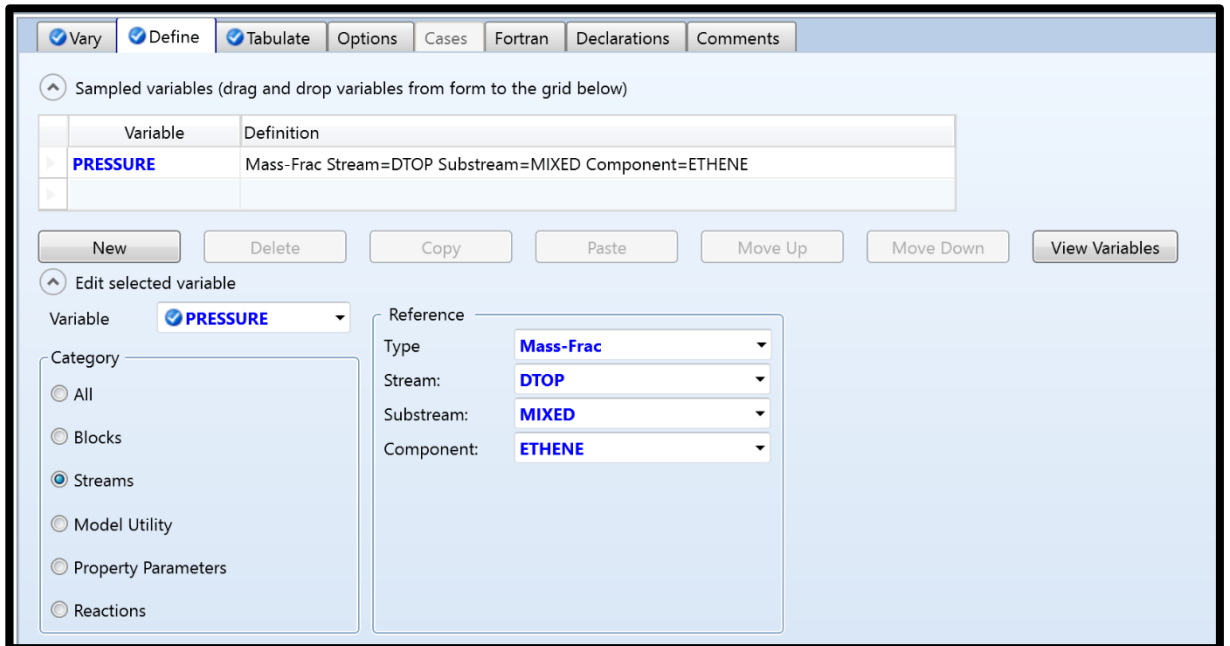 Vary Define Tabulate Options Cases Fortran Declarations Comments
Sampled variables (drag and drop variables from form to the grid below)
Variable Definition
PRESSURE Mass-Frac Stream=DTOP Substream=MIXED Component=ETHENE
New Delete Copy Paste Move Up Move Down View Variables
Edit selected variable
Variable PRESSURE
Category
All
Blocks
Streams
Model Utility
Property Parameters
Reactions
Reference
Type Mass-Frac
Stream: DTOP
Substream: MIXED
Component: ETHENE